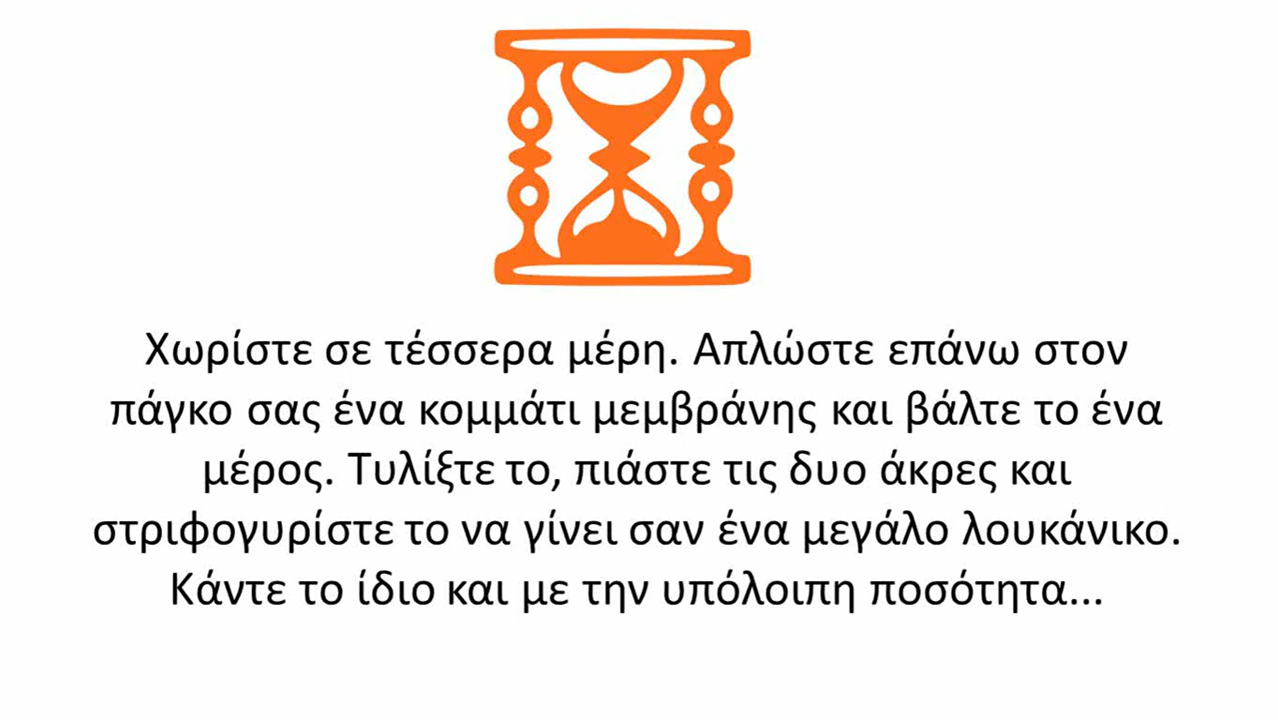 Χωρίστε σε τέσσερα μέρη. Απλώστε επάνω στον
πάγκο σας ένα κομμάτι μεμβράνης και βάλτε το ένα
μέρος. Τυλίξτε το, πιάστε τις δυο άκρες και
στριφογυρίστε το να γίνει σαν ένα μεγάλο λουκάνικο.
Κάντε το ίδιο και με την υπόλοιπη ποσότητα...